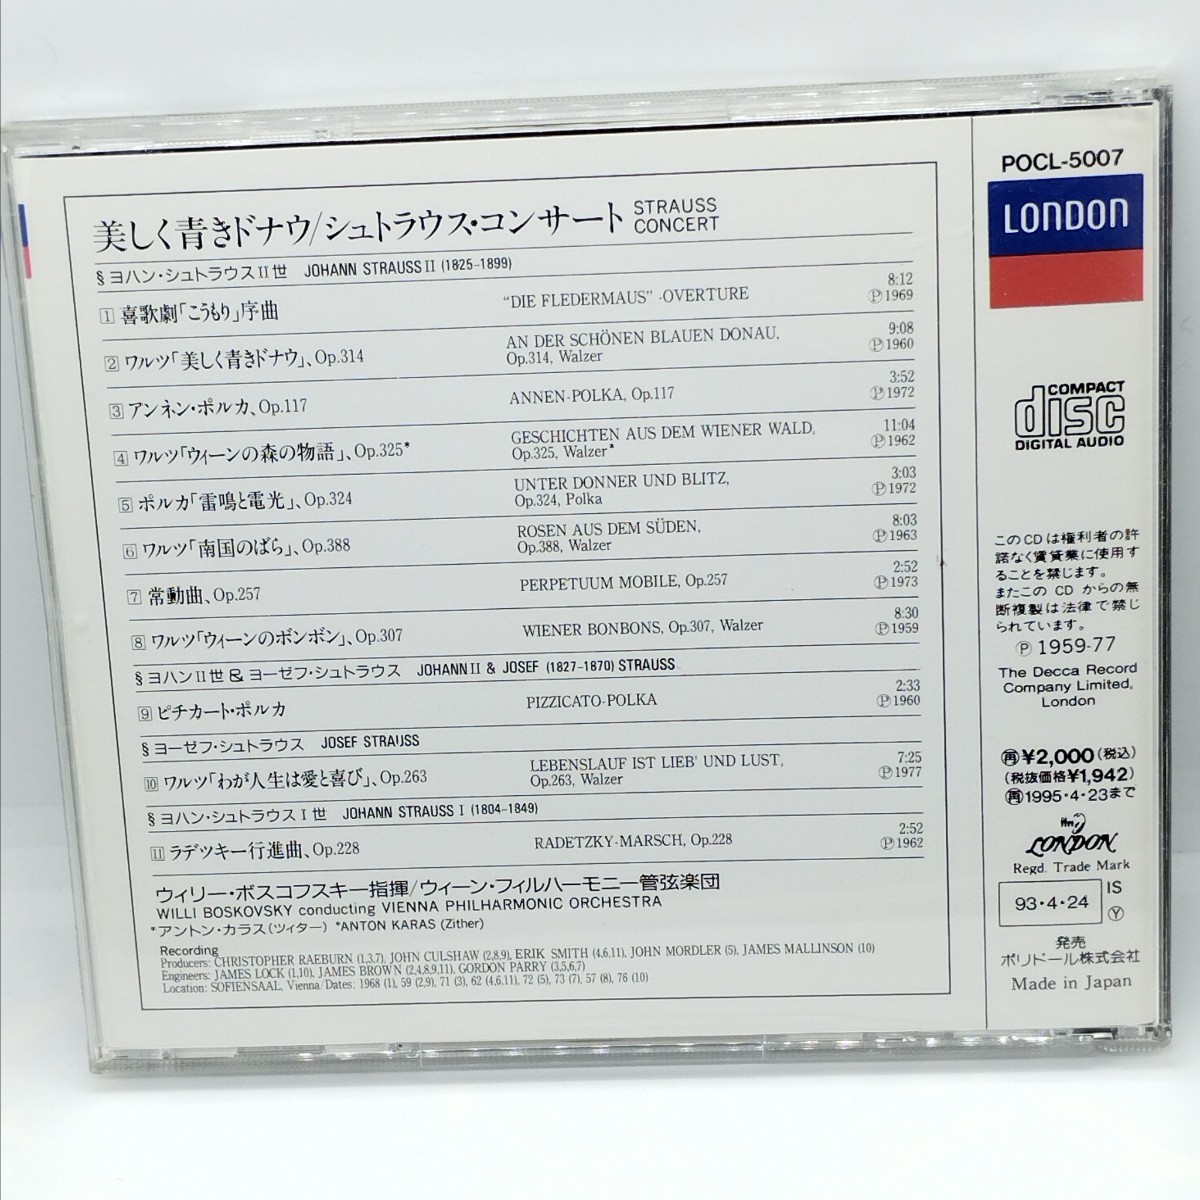 美しく青きドナウ/シュトラウス・コンサート STRAUSS CONCERT
§ ヨハン・シュトラウスII世 JOHANN STRAUSS II (1825-1899)
1 喜歌劇「こうもり」序曲 "DIE FLEDERMAUS" -OVERTURE 8:12 Ⓟ1969
2 ワルツ「美しく青きドナウ」、Op.314 AN DER SCHÖNEN BLAUEN DONAU, Op.314, Walzer 9:08 Ⓟ1960
3 アンネン・ポルカ、Op.117 ANNEN-POLKA, Op.117 3:52 Ⓟ1972
4 ワルツ「ウィーンの森の物語」、Op.325* GESCHICHTEN AUS DEM WIENER WALD, Op.325, Walzer* 11:04 Ⓟ1962
5 ポルカ「雷鳴と電光」、Op.324 UNTER DONNER UND BLITZ, Op.324, Polka 3:03 Ⓟ1972
6 ワルツ「南国のばら」、Op.388 ROSEN AUS DEM SÜDEN, Op.388, Walzer 8:03 Ⓟ1963
7 常動曲、Op.257 PERPETUUM MOBILE, Op.257 2:52 Ⓟ1973
8 ワルツ「ウィーンのボンボン」、Op.307 WIENER BONBONS, Op.307, Walzer 8:30 Ⓟ1959
§ ヨハンII世 & ヨーゼフ・シュトラウス JOHANN II & JOSEF (1827-1870) STRAUSS
9 ピチカート・ポルカ PIZZICATO-POLKA 2:33 Ⓟ1960
§ ヨーゼフ・シュトラウス JOSEF STRAUSS
10 ワルツ「わが人生は愛と喜び」、Op.263 LEBENSLAUF IST LIEB' UND LUST, Op.263, Walzer 7:25 Ⓟ1977
§ ヨハン・シュトラウス I 世 JOHANN STRAUSS I (1804-1849)
11 ラデツキー行進曲、Op.228 RADETZKY-MARSCH, Op.228 2:52 Ⓟ1962
ウィリー・ボスコフスキー指揮/ウィーン・フィルハーモニー管弦楽団
WILLI BOSKOVSKY conducting VIENNA PHILHARMONIC ORCHESTRA
*アントン・カラス(ツィター) *ANTON KARAS (Zither)
Recording
Producers: CHRISTOPHER RAEBURN (1,3,7), JOHN CULSHAW (2,8,9), ERIK SMITH (4,6,11), JOHN MORDLER (5), JAMES MALLINSON (10)
Engineers: JAMES LOCK (1,10), JAMES BROWN (2,4,8,9,11), GORDON PARRY (3,5,6,7)
Location: SOFIENSAAL, Vienna/Dates: 1968 (1), 59 (2,9), 71 (3), 62 (4,6,11), 72 (5), 73 (7), 57 (8), 76 (10)
POCL-5007
LONDON
COMPACT
disc
DIGITAL AUDIO
このCDは権利者の許
諾なく賃貸業に使用す
ることを禁じます。
またこの CD からの無
断複製は法律で禁じ
られています。
Ⓟ 1959-77
The Decca Record
Company Limited,
London
再 ¥2,000 (税込)
(税抜価格¥1,942)
再 1995・4・23まで
ffrr
LONDON
Regd. Trade Mark
93・4・24 IS
Ⓨ
発売
ポリドール株式会社
Made in Japan